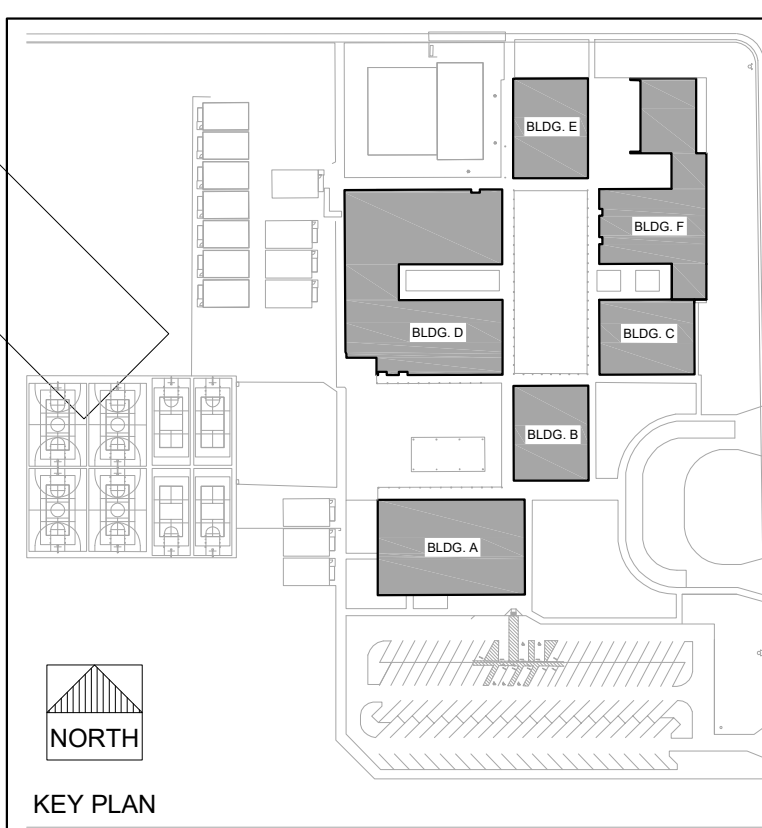 BLDG. E
BLDG. F
BLDG. D
BLDG. C
BLDG. B
BLDG. A
NORTH
KEY PLAN